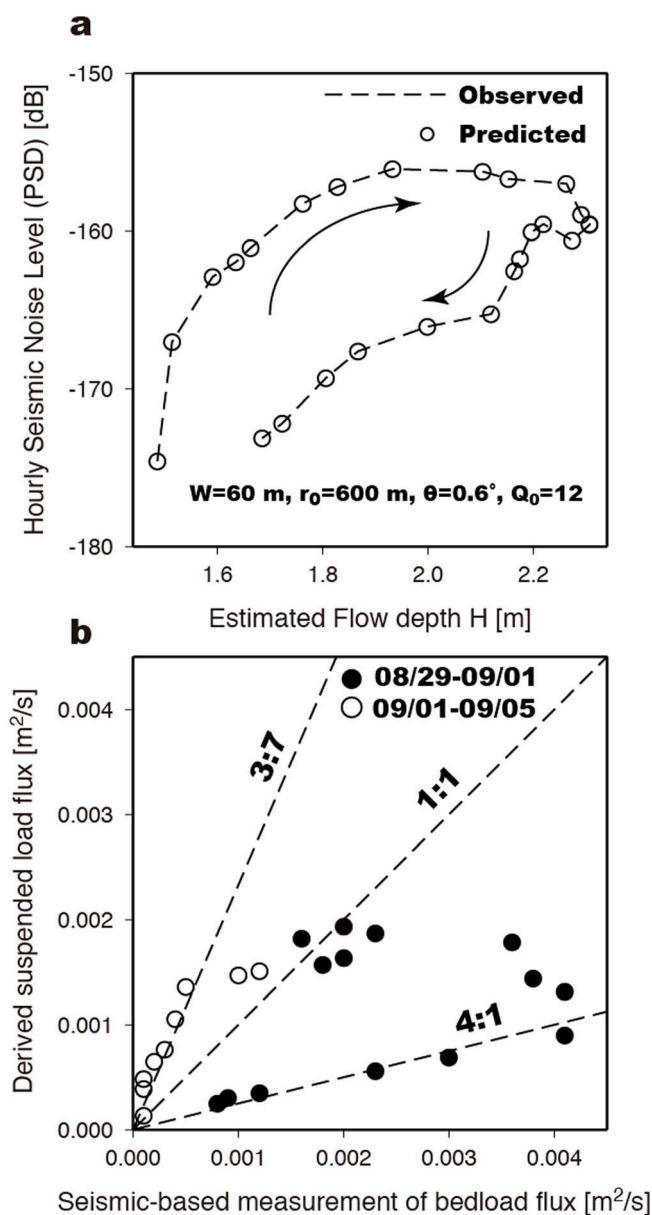 a
Hourly Seismic Noise Level (PSD) [dB]
-150
-160
-170
-180
Observed
Predicted
W=60 m, r0=600 m, θ=0.6°, Q0=12
1.6 1.8 2.0 2.2
Estimated Flow depth H [m]
b
Derived suspended load flux [m²/s]
0.004
0.003
0.002
0.001
0.000
08/29-09/01
09/01-09/05
3:7
1:1
4:1
0.000 0.001 0.002 0.003 0.004
Seismic-based measurement of bedload flux [m²/s]